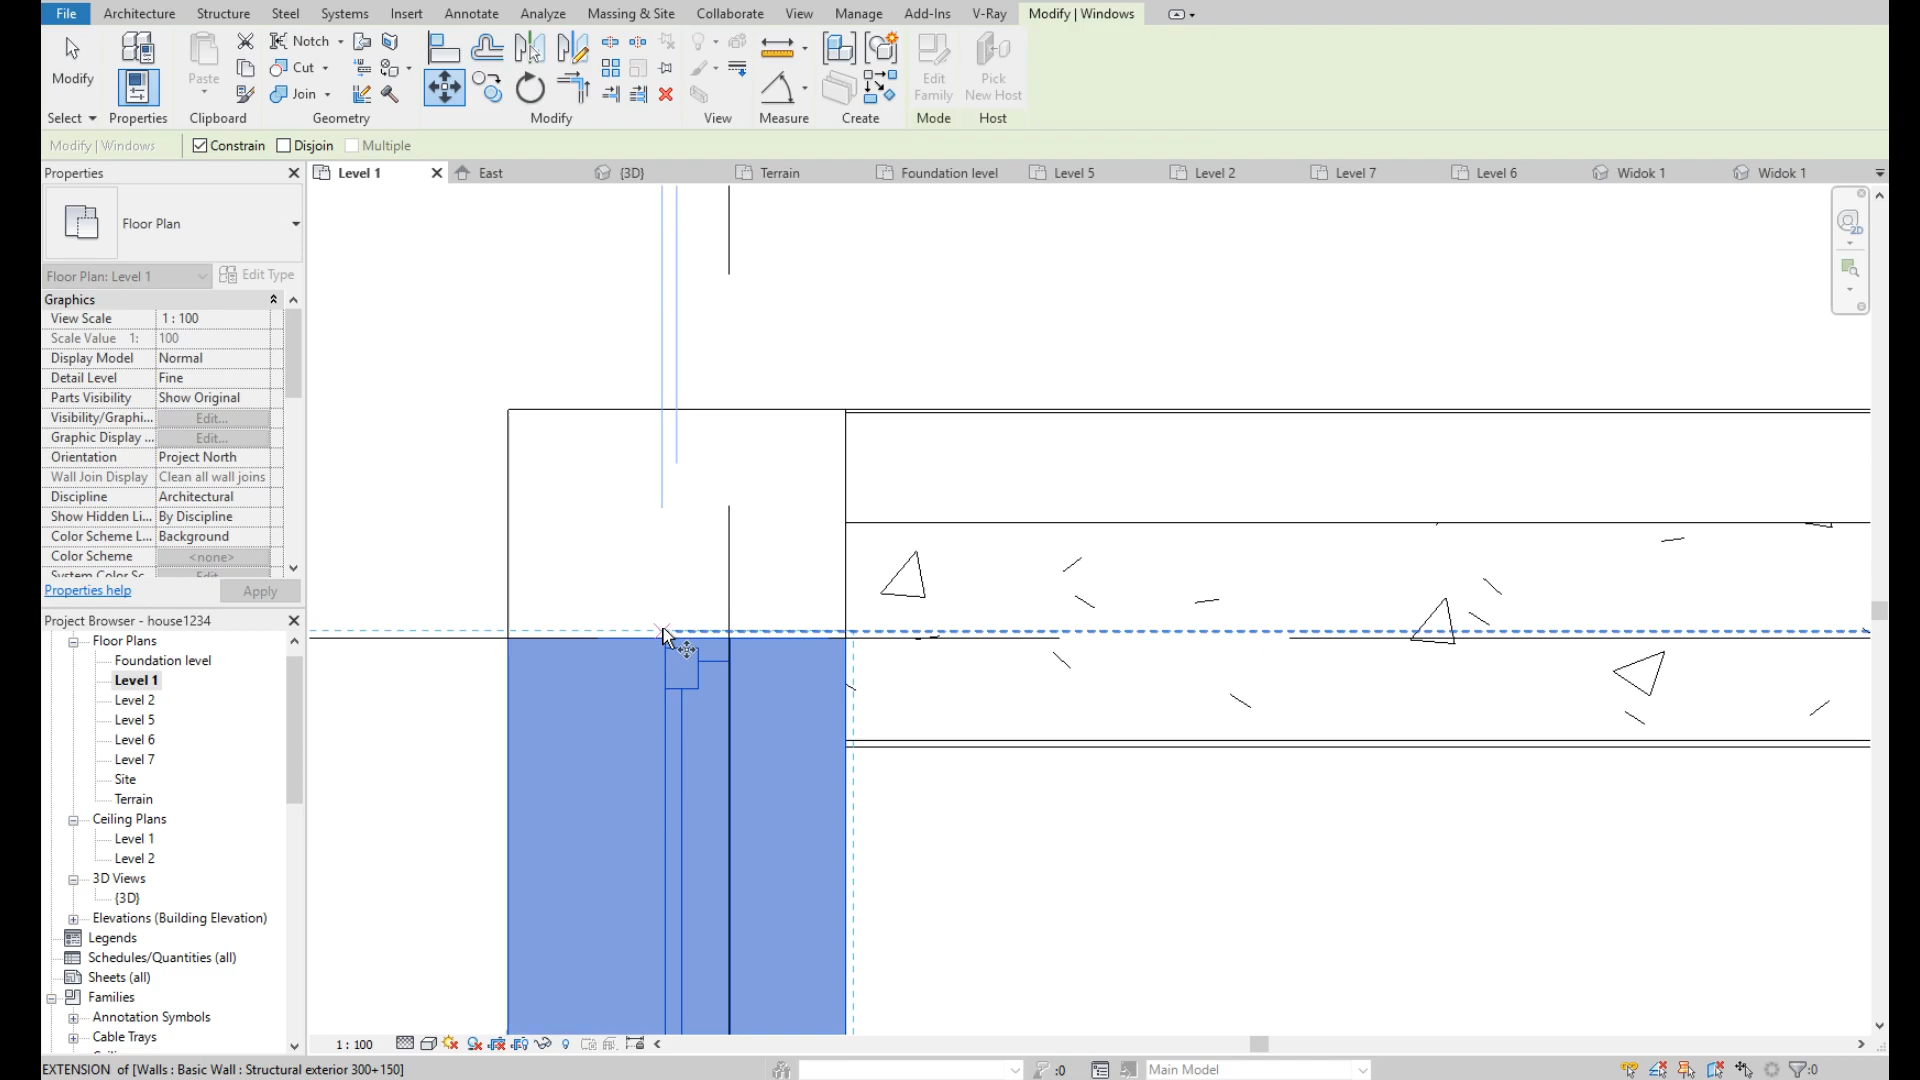 File Architecture Structure Steel Systems Insert Annotate Analyze Massing & Site Collaborate View Manage Add-Ins V-Ray Modify | Windows
Modify
Paste
Notch
Cut
Join
Edit Family
Pick New Host
Select Properties Clipboard Geometry Modify View Measure Create Mode Host
Modify | Windows Constrain Disjoin Multiple
Properties
Level 1 East {3D} Terrain Foundation level Level 5 Level 2 Level 7 Level 6 Widok 1 Widok 1
2D
Floor Plan
Floor Plan: Level 1 Edit Type
Graphics
View Scale 1 : 100
Scale Value 1: 100
Display Model Normal
Detail Level Fine
Parts Visibility Show Original
Visibility/Graphi... Edit...
Graphic Display ... Edit...
Orientation Project North
Wall Join Display Clean all wall joins
Discipline Architectural
Show Hidden Li... By Discipline
Color Scheme L... Background
Color Scheme <none>
System Color Sc... Edit...
Properties help Apply
Project Browser - house1234
Floor Plans
Foundation level
Level 1
Level 2
Level 5
Level 6
Level 7
Site
Terrain
Ceiling Plans
Level 1
Level 2
3D Views
{3D}
Elevations (Building Elevation)
Legends
Schedules/Quantities (all)
Sheets (all)
Families
Annotation Symbols
Cable Trays
1 : 100
EXTENSION of [Walls : Basic Wall : Structural exterior 300+150] :0 Main Model :0